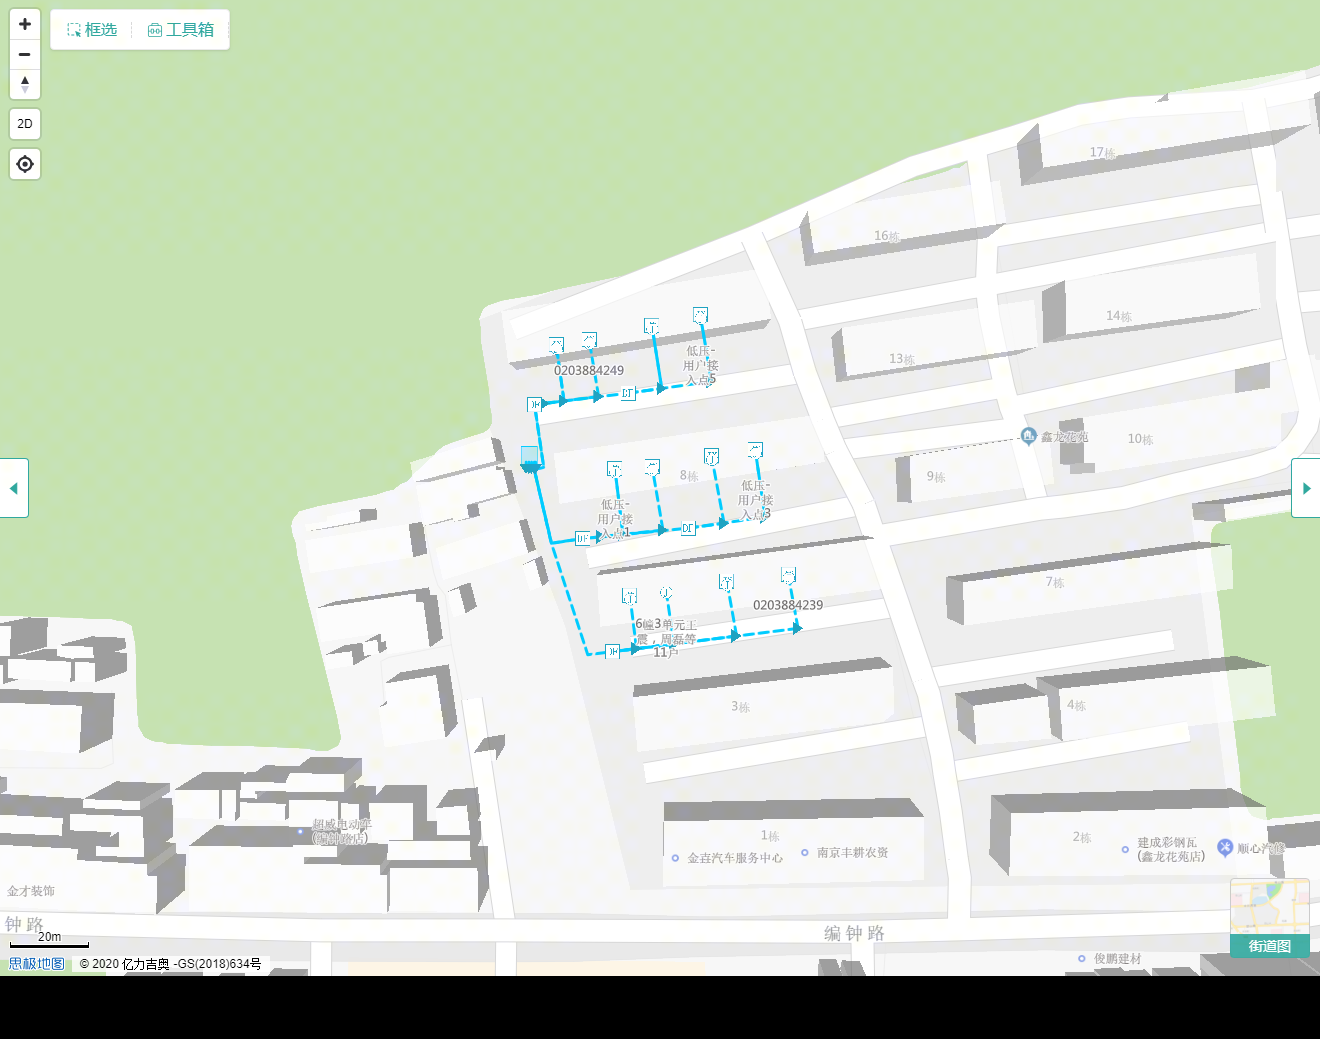 框选
工具箱
2D
17栋
16栋
14栋
13栋
低压-
用户接
入点5
0203884249
鑫龙花苑
10栋
9栋
8栋
低压-
用户接
入点3
低压-
用户接
入点1
7栋
0203884239
6幢3单元王
震，周磊等
11户
3栋
4栋
超威电动车
(编钟路店)
1栋
金垚汽车服务中心
南京丰耕农资
2栋
建成彩钢瓦
(鑫龙花苑店)
顺心汽修
金才装饰
钟路
编钟路
20m
街道图
俊鹏建材
思极地图
© 2020 亿力吉奥 -GS(2018)634号